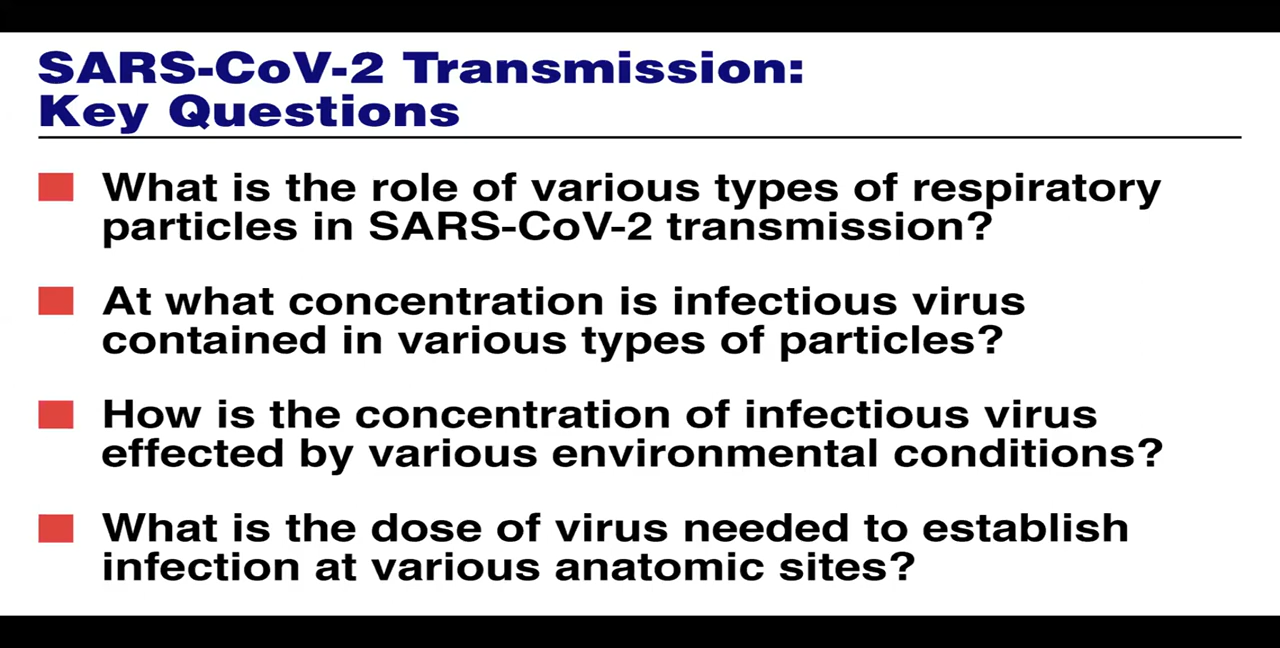 SARS-CoV-2 Transmission:
Key Questions
What is the role of various types of respiratory
particles in SARS-CoV-2 transmission?
At what concentration is infectious virus
contained in various types of particles?
How is the concentration of infectious virus
effected by various environmental conditions?
What is the dose of virus needed to establish
infection at various anatomic sites?